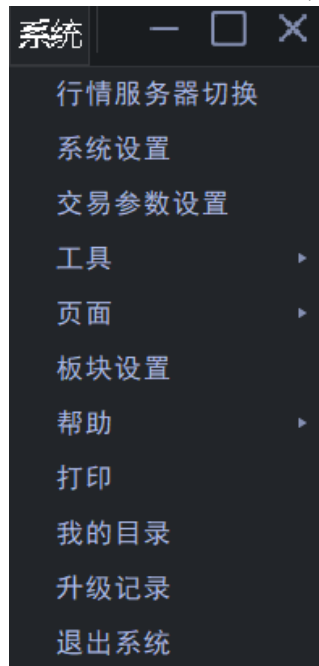 系统
行情服务器切换
系统设置
交易参数设置
工具
页面
板块设置
帮助
打印
我的目录
升级记录
退出系统